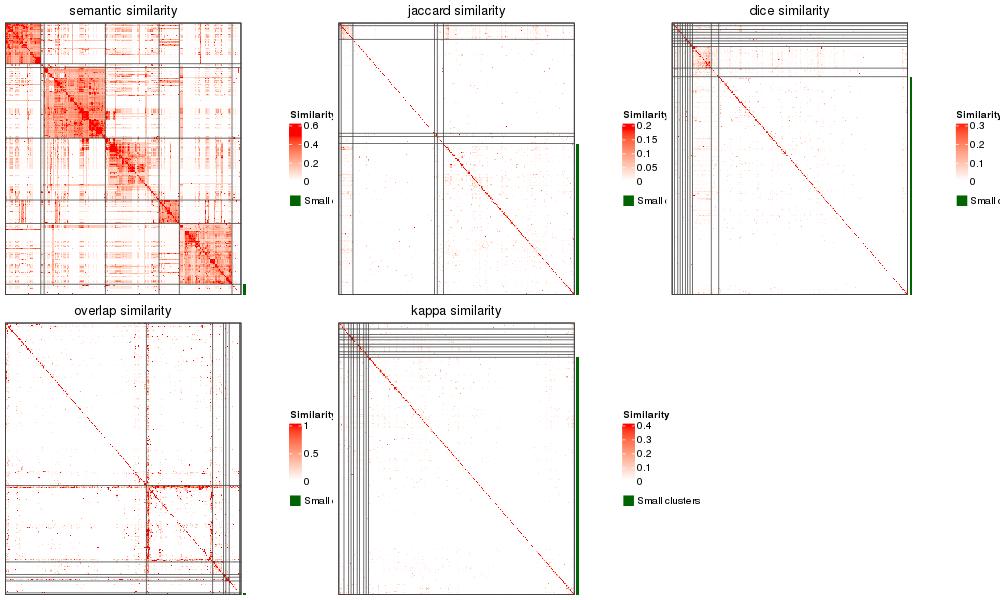 semantic similarity
Similarity
0.6
0.4
0.2
0
Small
jaccard similarity
Similarity
0.2
0.15
0.1
0.05
0
Small
dice similarity
Similarity
0.3
0.2
0.1
0
Small
overlap similarity
Similarity
1
0.5
0
Small
kappa similarity
Similarity
0.4
0.3
0.2
0.1
0
Small clusters